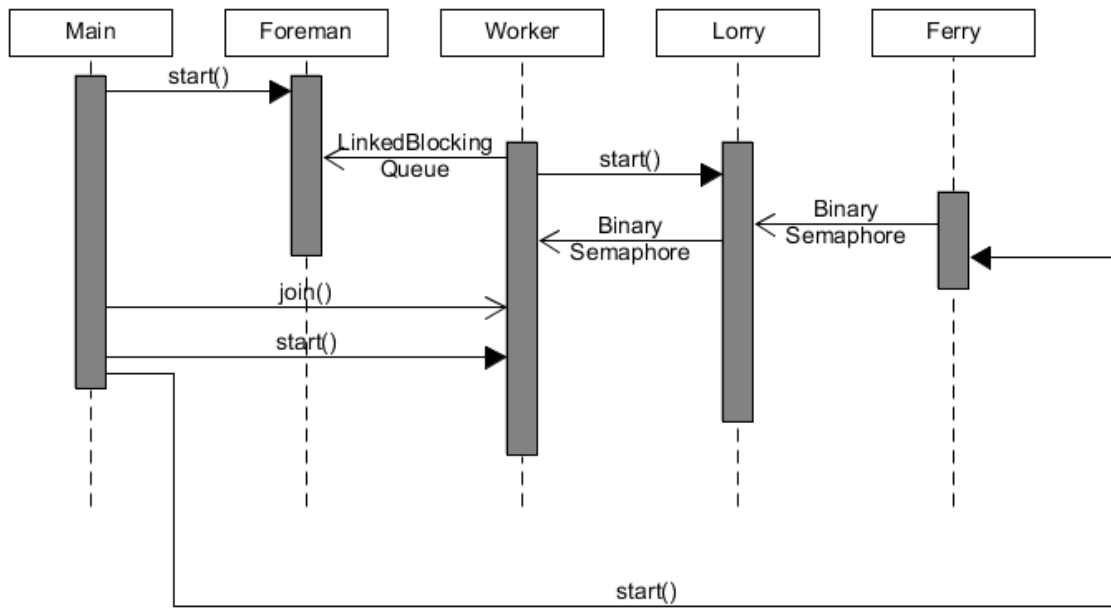 Main
Foreman
Worker
Lorry
Ferry
start()
LinkedBlocking
Queue
start()
Binary
Semaphore
Binary
Semaphore
join()
start()
start()